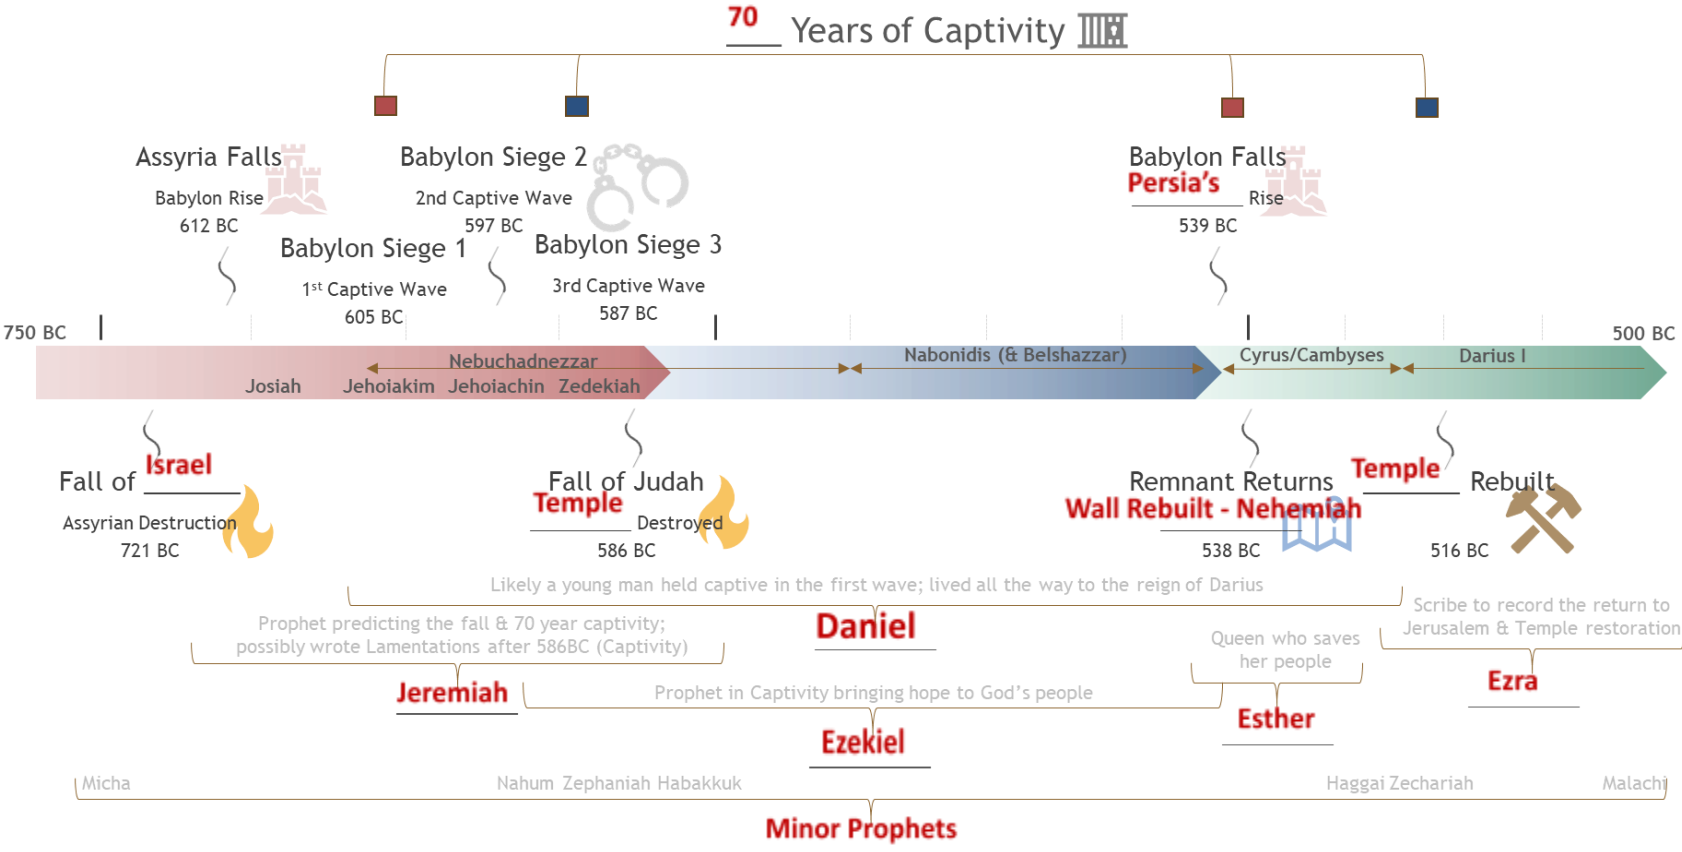 70
Years of Captivity
Assyria Falls
Babylon Rise
612 BC
Babylon Siege 1
1st Captive Wave
605 BC
Babylon Siege 2
2nd Captive Wave
597 BC
Babylon Siege 3
3rd Captive Wave
587 BC
Babylon Falls
Persia's
Rise
539 BC
750 BC
500 BC
Nebuchadnezzar
Nabonidis (& Belshazzar)
Cyrus/Cambyses
Darius I
Josiah
Jehoiakim
Jehoiachin
Zedekiah
Fall of Israel
Assyrian Destruction
721 BC
Fall of Judah
Temple
Destroyed
586 BC
Remnant Returns
Wall Rebuilt - Nehemiah
538 BC
Temple Rebuilt
516 BC
Likely a young man held captive in the first wave; lived all the way to the reign of Darius
Daniel
Prophet predicting the fall & 70 year captivity;
possibly wrote Lamentations after 586BC (Captivity)
Jeremiah
Prophet in Captivity bringing hope to God's people
Ezekiel
Queen who saves
her people
Esther
Scribe to record the return to
Jerusalem & Temple restoration
Ezra
Micha
Nahum Zephaniah Habakkuk
Haggai Zechariah
Malachi
Minor Prophets